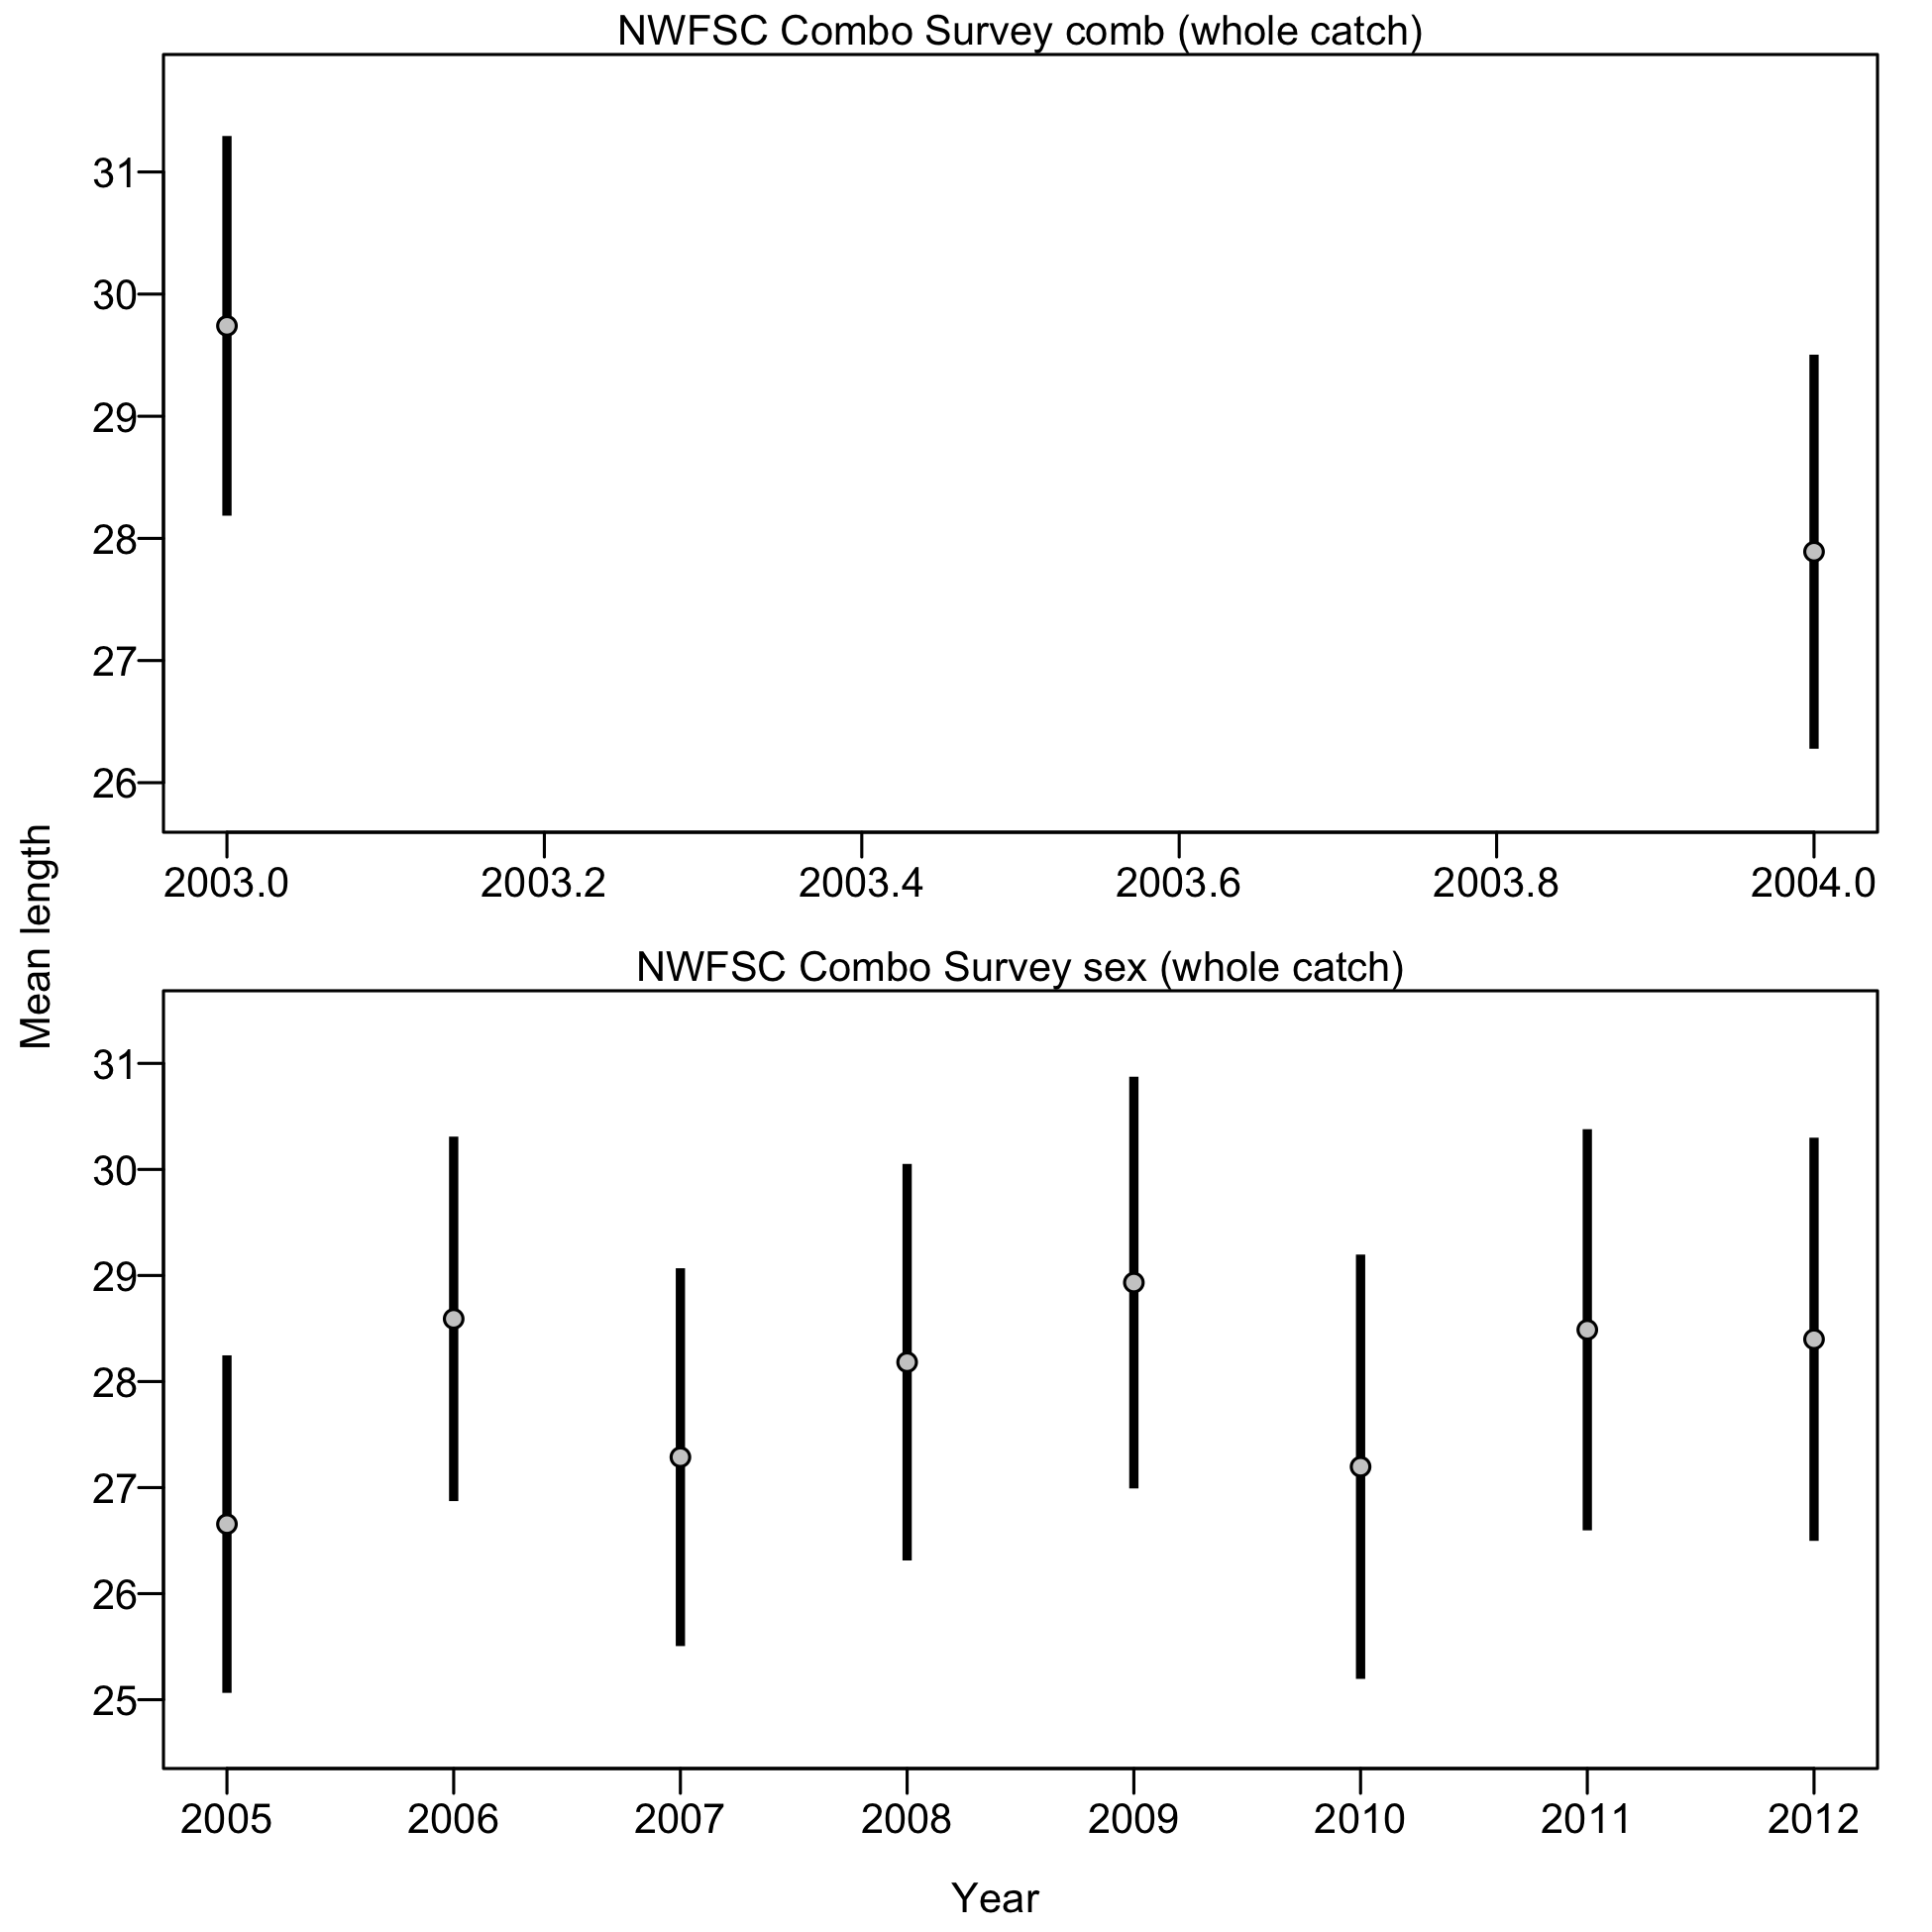 NWFSC Combo Survey comb (whole catch)
31
30
29
28
27
26
2003.0 2003.2 2003.4 2003.6 2003.8 2004.0
Mean length
NWFSC Combo Survey sex (whole catch)
31
30
29
28
27
26
25
2005 2006 2007 2008 2009 2010 2011 2012
Year